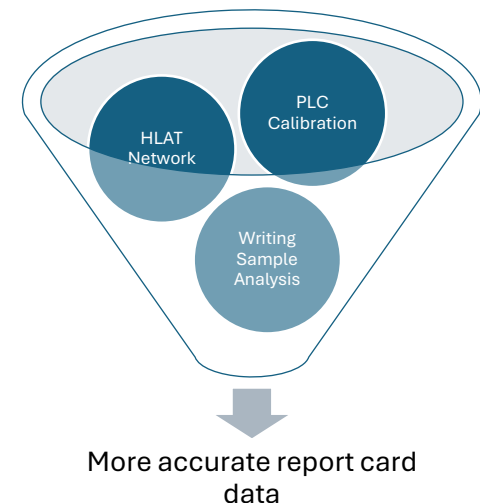 PLC
Calibration
HLAT
Network
Writing
Sample
Analysis
More accurate report card
data